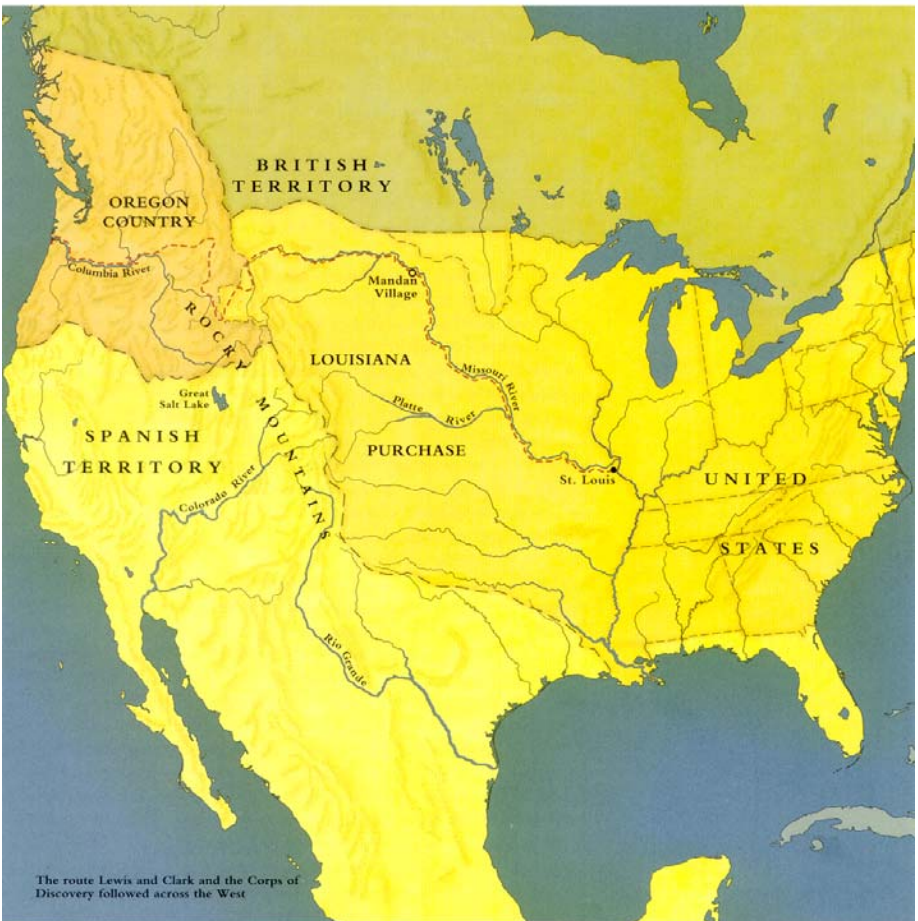 BRITISH
TERRITORY
OREGON
COUNTRY
Columbia River
Mandan
Village
ROCKY MOUNTAINS
LOUISIANA
Missouri River
Great
Salt Lake
Platte River
SPANISH
TERRITORY
PURCHASE
St. Louis
UNITED
STATES
Colorado River
Rio Grande
The route Lewis and Clark and the Corps of
Discovery followed across the West